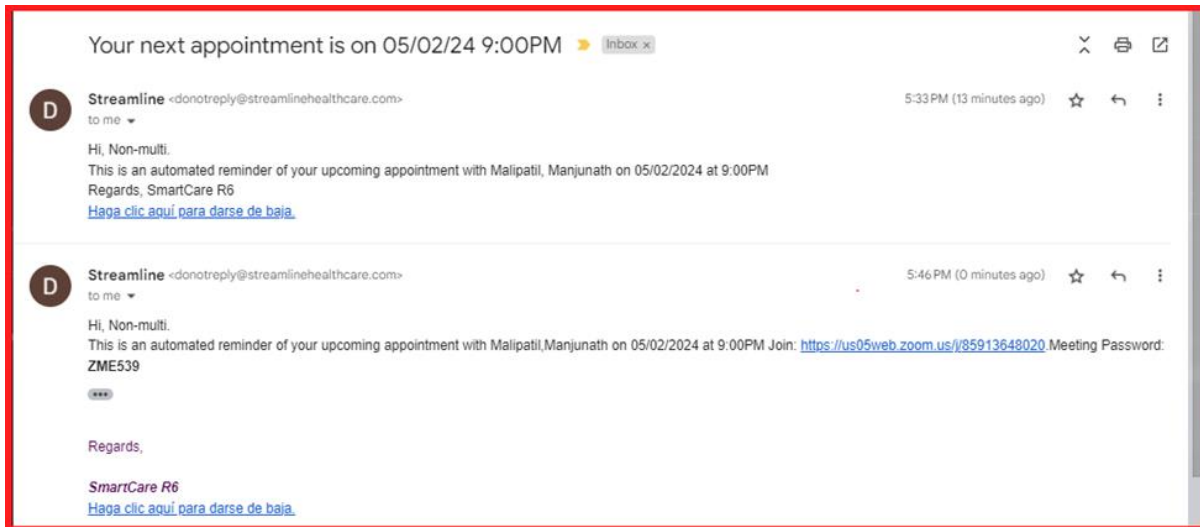 Your next appointment is on 05/02/24 9:00PM Inbox ×
D
Streamline <donotreply@streamlinehealthcare.com> 5:33 PM (13 minutes ago)
to me
Hi, Non-multi.
This is an automated reminder of your upcoming appointment with Malipatil, Manjunath on 05/02/2024 at 9:00PM
Regards, SmartCare R6
Haga clic aquí para darse de baja.
D
Streamline <donotreply@streamlinehealthcare.com> 5:46 PM (0 minutes ago)
to me
Hi, Non-multi.
This is an automated reminder of your upcoming appointment with Malipatil,Manjunath on 05/02/2024 at 9:00PM Join: https://us05web.zoom.us/j/85913648020.Meeting Password:
ZME539
Regards,
SmartCare R6
Haga clic aquí para darse de baja.